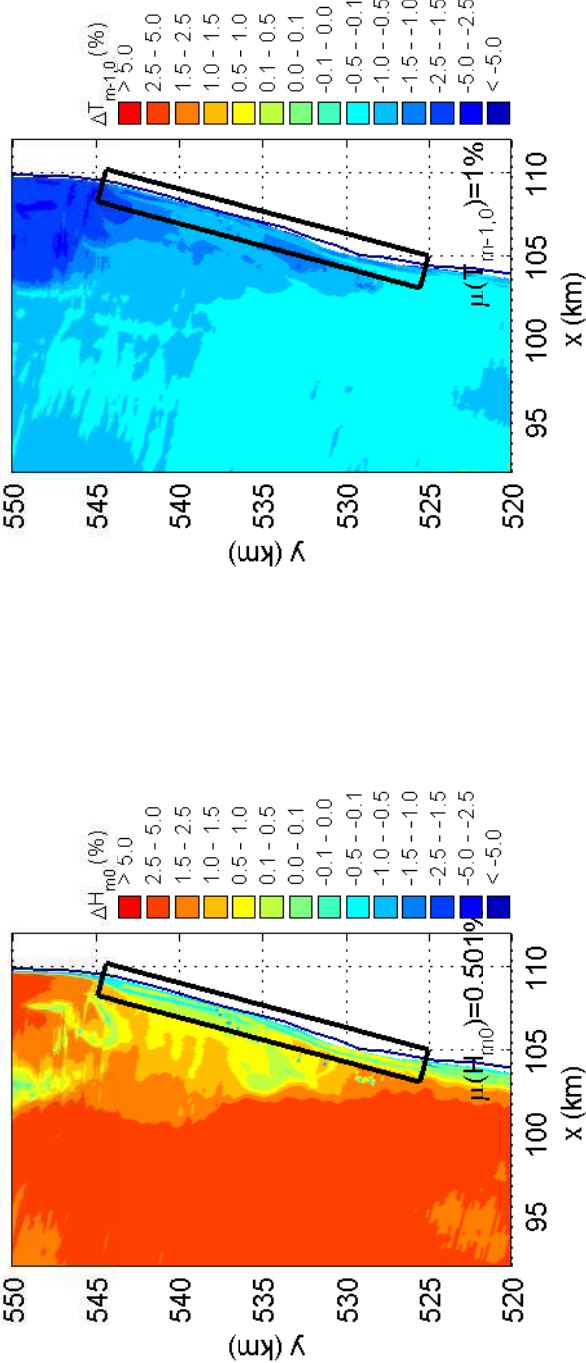 y (km)
550
545
540
535
530
525
520
95
100
105
110
x (km)
μ(H_m0)=0.501%
ΔH_m0 (%)
> 5.0
2.5 - 5.0
1.5 - 2.5
1.0 - 1.5
0.5 - 1.0
0.1 - 0.5
0.0 - 0.1
-0.1 - 0.0
-0.5 - -0.1
-1.0 - -0.5
-1.5 - -1.0
-2.5 - -1.5
-5.0 - -2.5
< -5.0
y (km)
550
545
540
535
530
525
520
95
100
105
110
x (km)
μ(T_m-1,0)=1%
ΔT_m-1,0 (%)
> 5.0
2.5 - 5.0
1.5 - 2.5
1.0 - 1.5
0.5 - 1.0
0.1 - 0.5
0.0 - 0.1
-0.1 - 0.0
-0.5 - -0.1
-1.0 - -0.5
-1.5 - -1.0
-2.5 - -1.5
-5.0 - -2.5
< -5.0